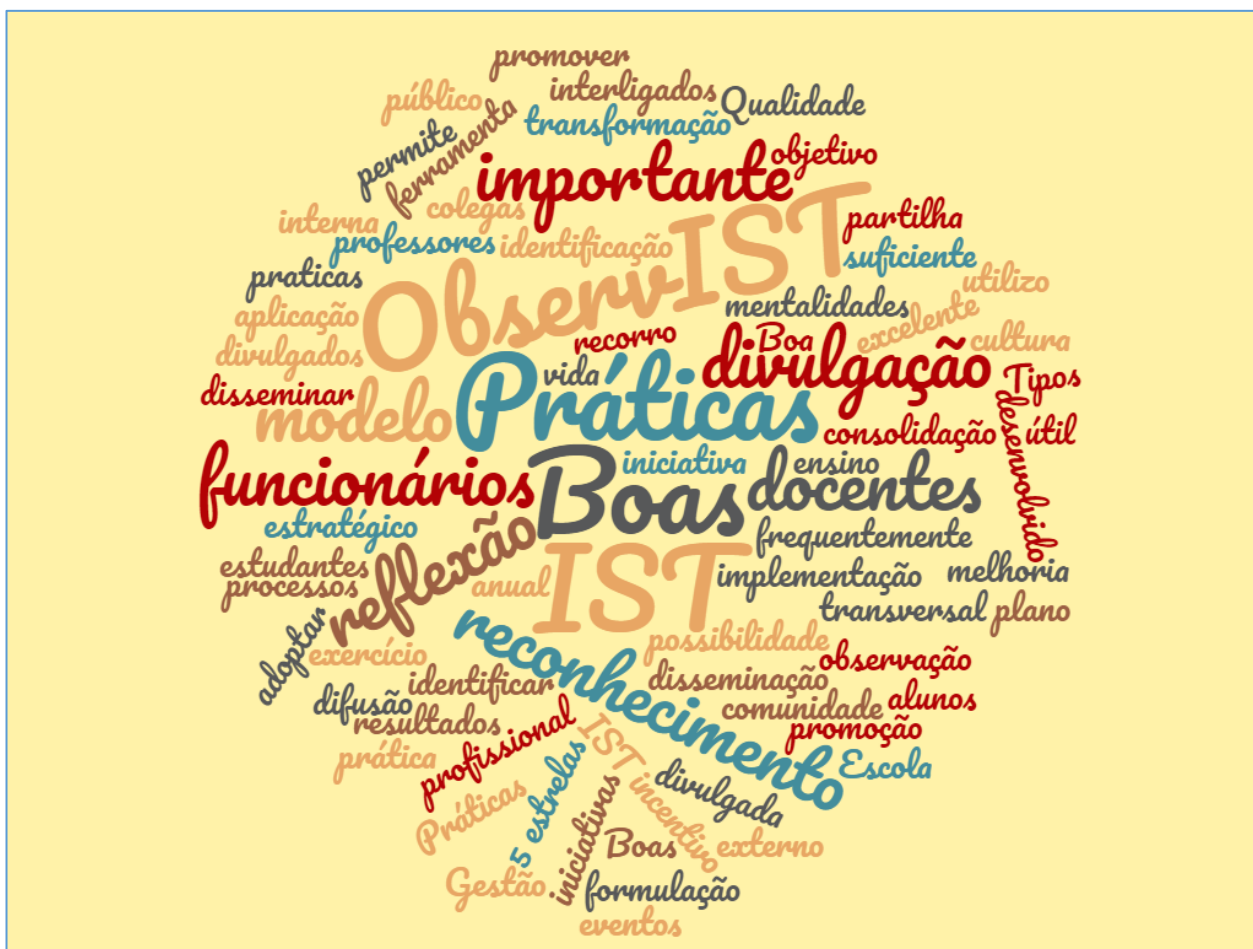 promover
público
interligados
Qualidade
permite
ferramenta
transformação
importante
objetivo
interna
colegas
partilha
professores
identificação
ObservIST
suficiente
praticas
utilizo
aplicação
mentalidades
excelente
cultura
divulgados
recorro
Boa
divulgação
Tipos
disseminar
modelo
vida
Práticas
desenvolvido
consolidação
útil
funcionários
iniciativa
ensino
Boas
docentes
estratégico
reflexão
frequentemente
estudantes
processos
anual
IST
implementação
melhoria
transversal
plano
adoptar
exercício
reconhecimento
possibilidade
observação
difusão
identificar
disseminação
alunos
resultados
comunidade
promoção
prática
profissional
IST
Escola
Práticas
5 estrelas
incentivo
divulgada
iniciativas
Boas
externo
Gestão
formulação
eventos